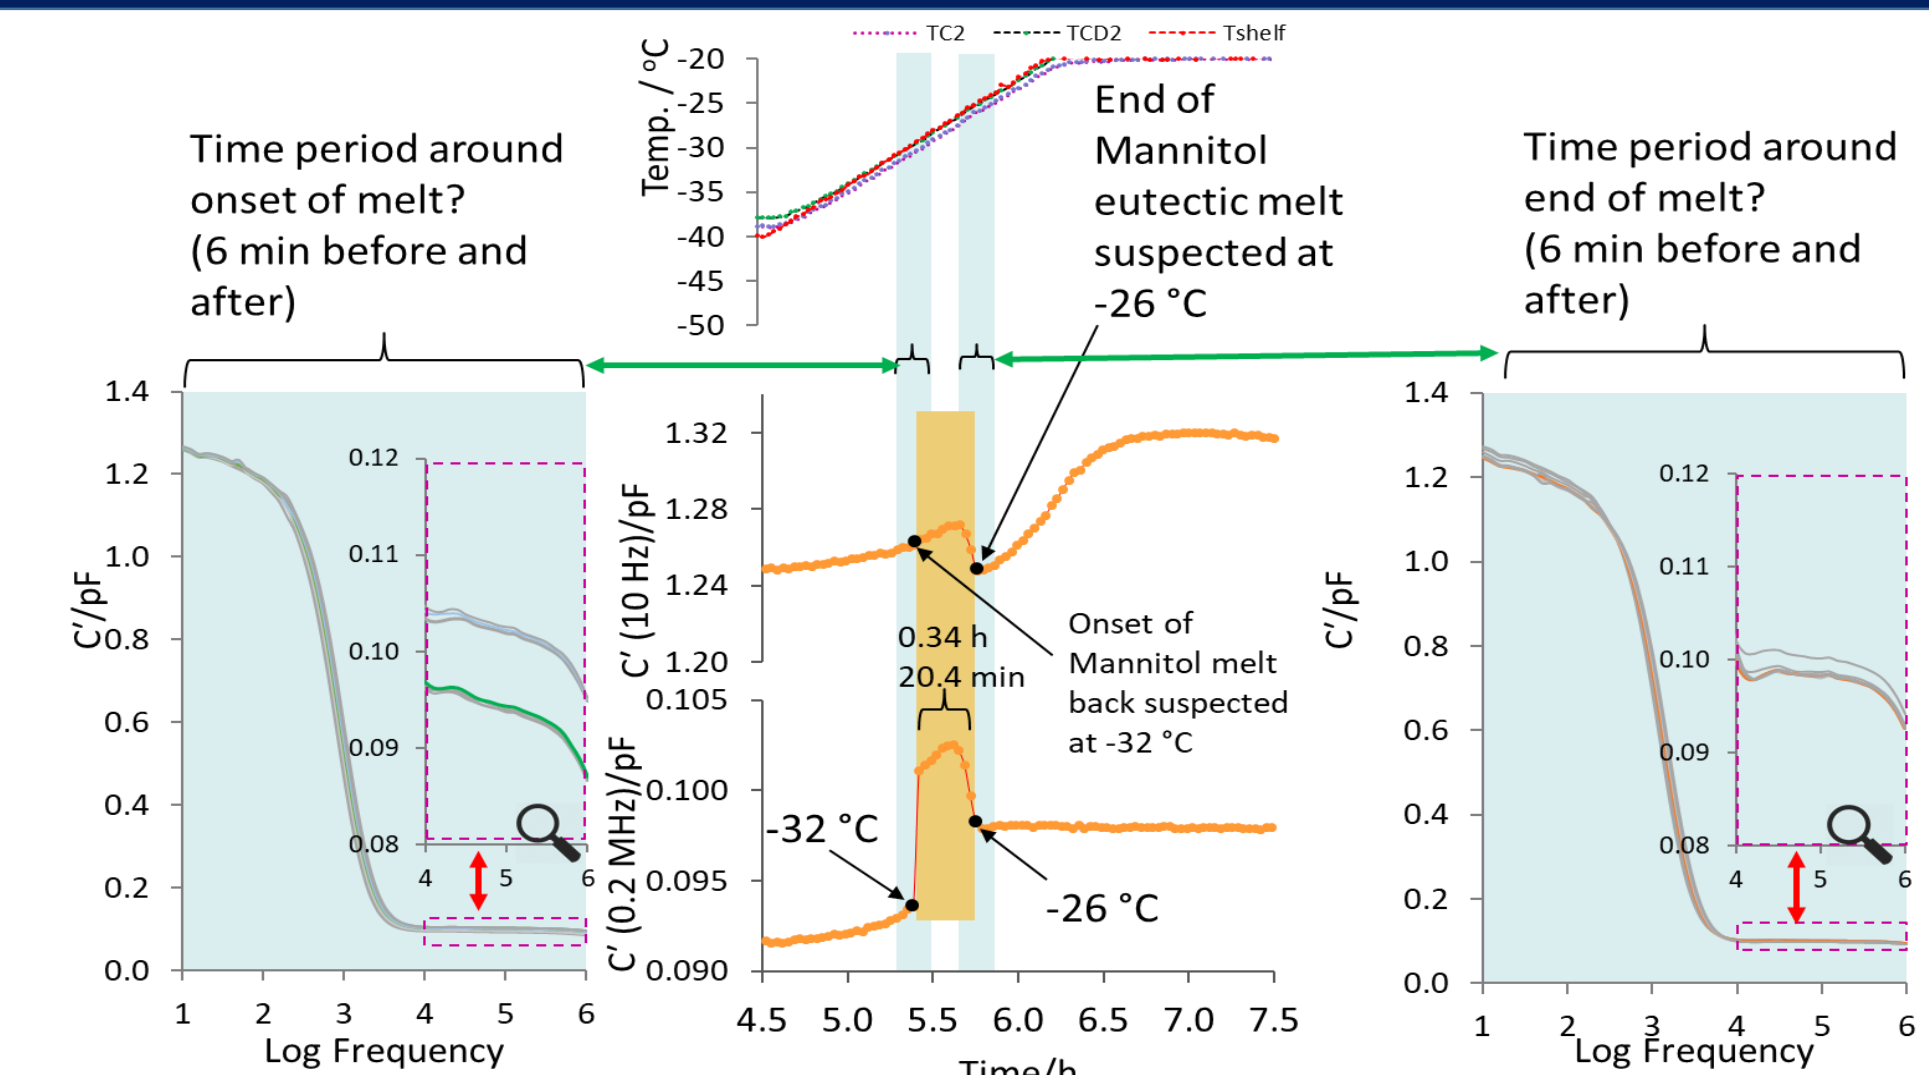 TC2 TCD2 Tshelf
Temp. / °C
-20
-25
-30
-35
-40
-45
-50
Time period around
onset of melt?
(6 min before and
after)
End of
Mannitol
eutectic melt
suspected at
-26 °C
Time period around
end of melt?
(6 min before and
after)
C’/pF
1.4
1.2
1.0
0.8
0.6
0.4
0.2
0.0
1 2 3 4 5 6
Log Frequency
0.12
0.11
0.10
0.09
0.08
4 5 6
C’ (10 Hz)/pF
1.32
1.28
1.24
1.20
0.34 h
20.4 min
Onset of
Mannitol melt
back suspected
at -32 °C
C’ (0.2 MHz)/pF
0.105
0.100
0.095
0.090
-32 °C
-26 °C
4.5 5.0 5.5 6.0 6.5 7.0 7.5
Time/h
C’/pF
1.4
1.2
1.0
0.8
0.6
0.4
0.2
0.0
1 2 3 4 5 6
Log Frequency
0.12
0.11
0.10
0.09
0.08
4 5 6